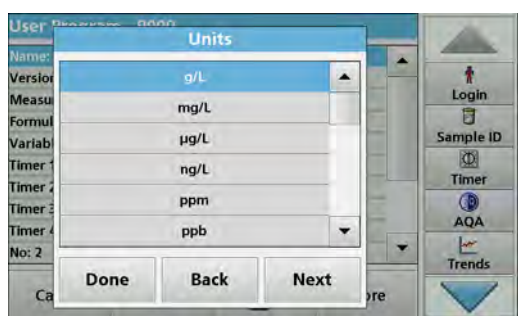 User Program 9000
Units
Name:
Version
Measu
Formul
Variabl
Timer 1
Timer 2
Timer 3
Timer 4
No: 2
g/L
mg/L
µg/L
ng/L
ppm
ppb
Done
Back
Next
Ca
ore
Login
Sample ID
Timer
AQA
Trends